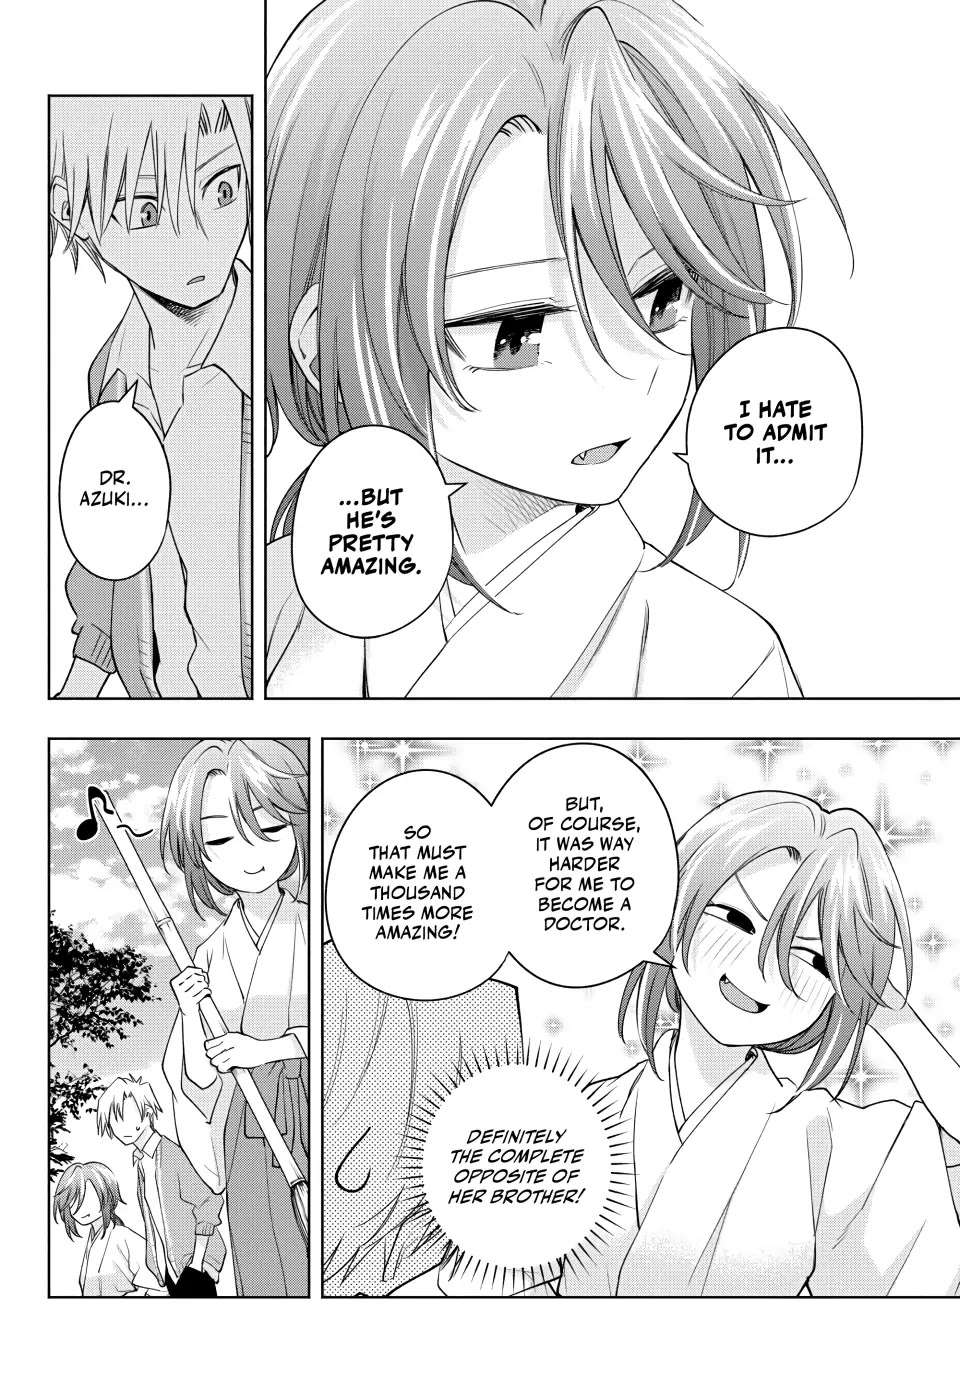 I HATE
TO ADMIT
IT...
...BUT
HE'S
PRETTY
AMAZING.
DR.
AZUKI...
BUT,
OF COURSE,
IT WAS WAY
HARDER
FOR ME TO
BECOME A
DOCTOR.
SO
THAT MUST
MAKE ME A
THOUSAND
TIMES MORE
AMAZING!
DEFINITELY
THE COMPLETE
OPPOSITE OF
HER BROTHER!